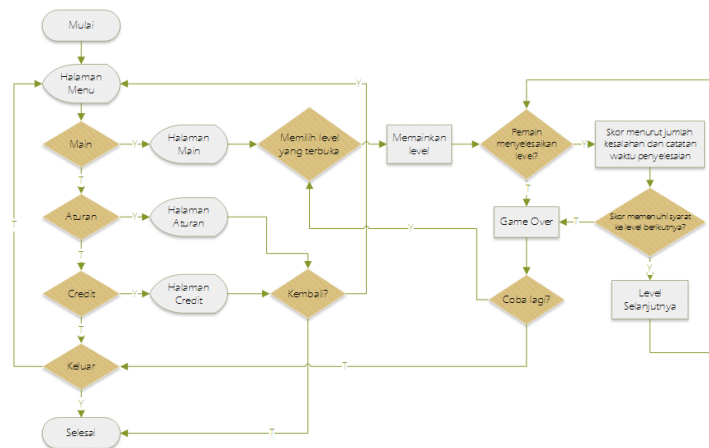 Mulai
Halaman
Menu
Y
Main
Y
Halaman
Main
Memilih level
yang terbuka
Memainkan
level
Pemain
menyelesaikan
level?
Y
Skor menurut jumlah
kesalahan dan catatan
waktu penyelesaian
T
T
Aturan
Y
Halaman
Aturan
T
Y
Game Over
T
Skor memenuhi syarat
ke level berikutnya?
T
Credit
Y
Halaman
Credit
Kembali?
Coba lagi?
Y
Level
Selanjutnya
T
Keluar
T
Y
Selesai
T